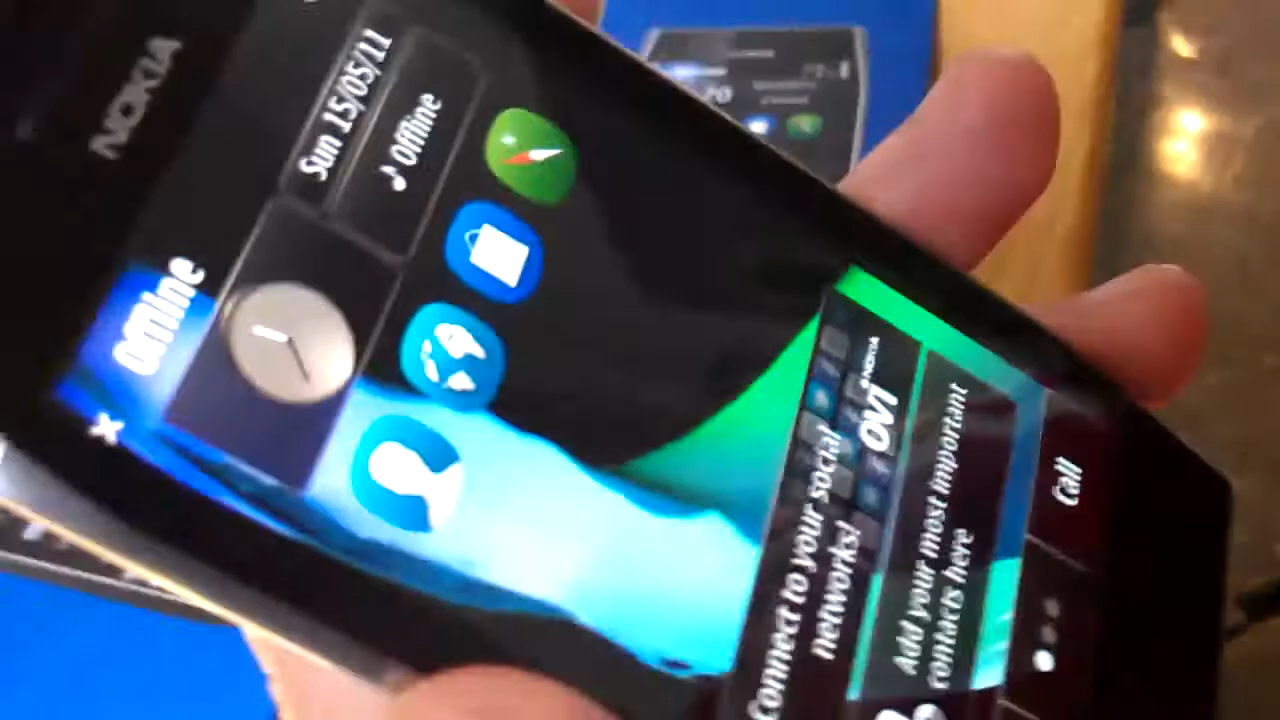 NOKIA
Offline
Sun 15/05/11
Offline
Connect to your social
networks!
OVI
NOKIA
Add your most important
contacts here
Call